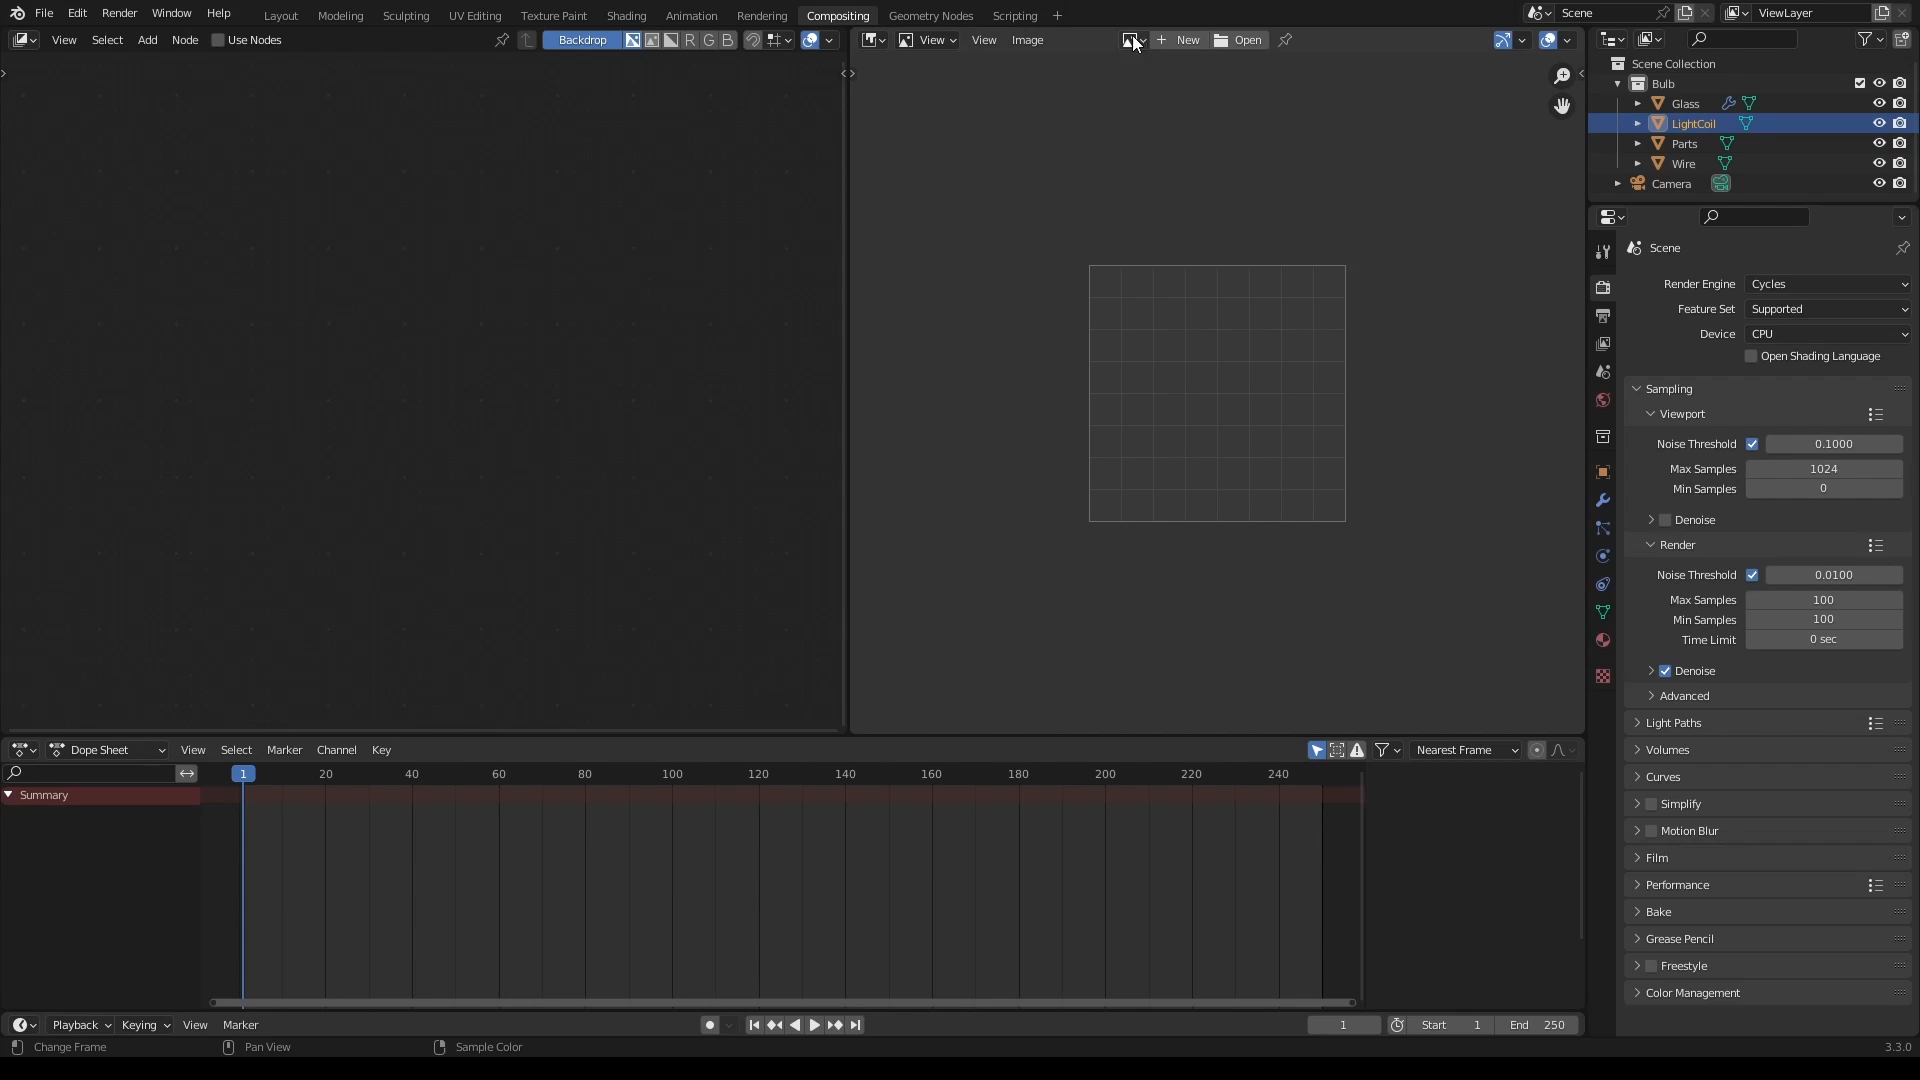 File Edit Render Window Help Layout Modeling Sculpting UV Editing Texture Paint Shading Animation Rendering Compositing Geometry Nodes Scripting + Scene ViewLayer
View Select Add Node Use Nodes Backdrop R G B View View Image + New Open
Scene Collection
Bulb
Glass
LightCoil
Parts
Wire
Camera
Scene
Render Engine Cycles
Feature Set Supported
Device CPU
Open Shading Language
Sampling
Viewport
Noise Threshold 0.1000
Max Samples 1024
Min Samples 0
Denoise
Render
Noise Threshold 0.0100
Max Samples 100
Min Samples 100
Time Limit 0 sec
Denoise
Advanced
Light Paths
Volumes
Curves
Simplify
Motion Blur
Film
Performance
Bake
Grease Pencil
Freestyle
Color Management
Dope Sheet View Select Marker Channel Key Nearest Frame
1 20 40 60 80 100 120 140 160 180 200 220 240
Summary
Playback Keying View Marker 1 Start 1 End 250
Change Frame Pan View Sample Color 3.3.0